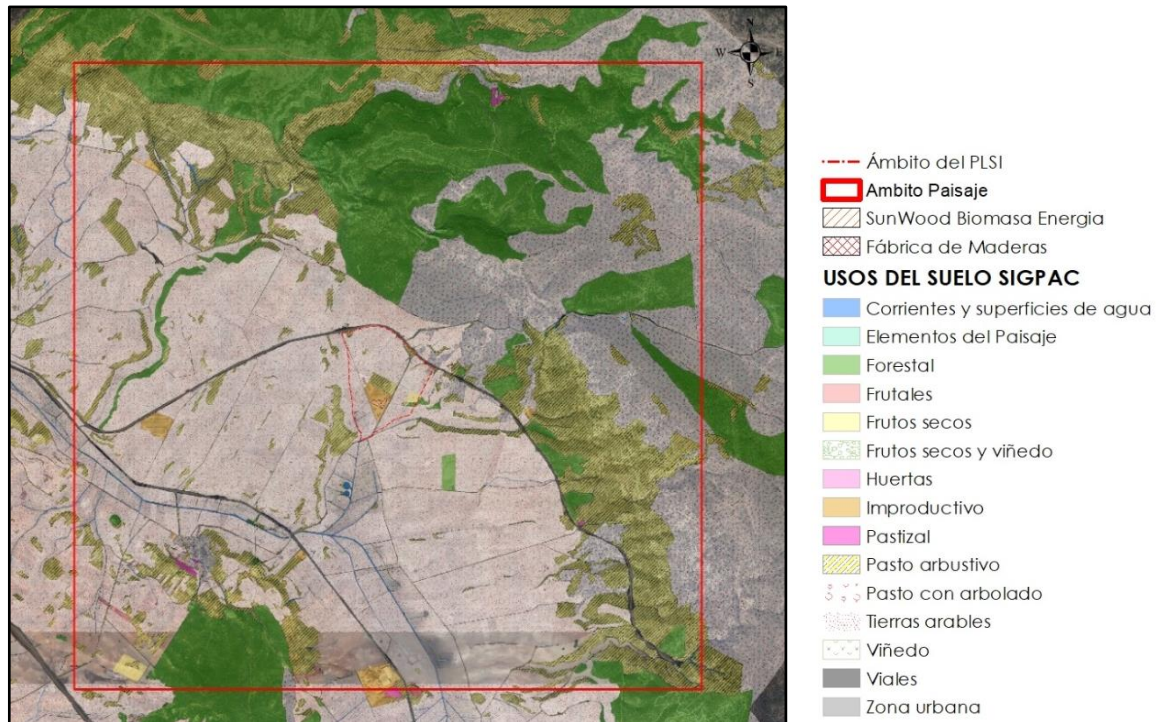 N
W
E
S
Ámbito del PLSI
Ambito Paisaje
SunWood Biomasa Energia
Fábrica de Maderas
USOS DEL SUELO SIGPAC
Corrientes y superficies de agua
Elementos del Paisaje
Forestal
Frutales
Frutos secos
Frutos secos y viñedo
Huertas
Improductivo
Pastizal
Pasto arbustivo
Pasto con arbolado
Tierras arables
Viñedo
Viales
Zona urbana